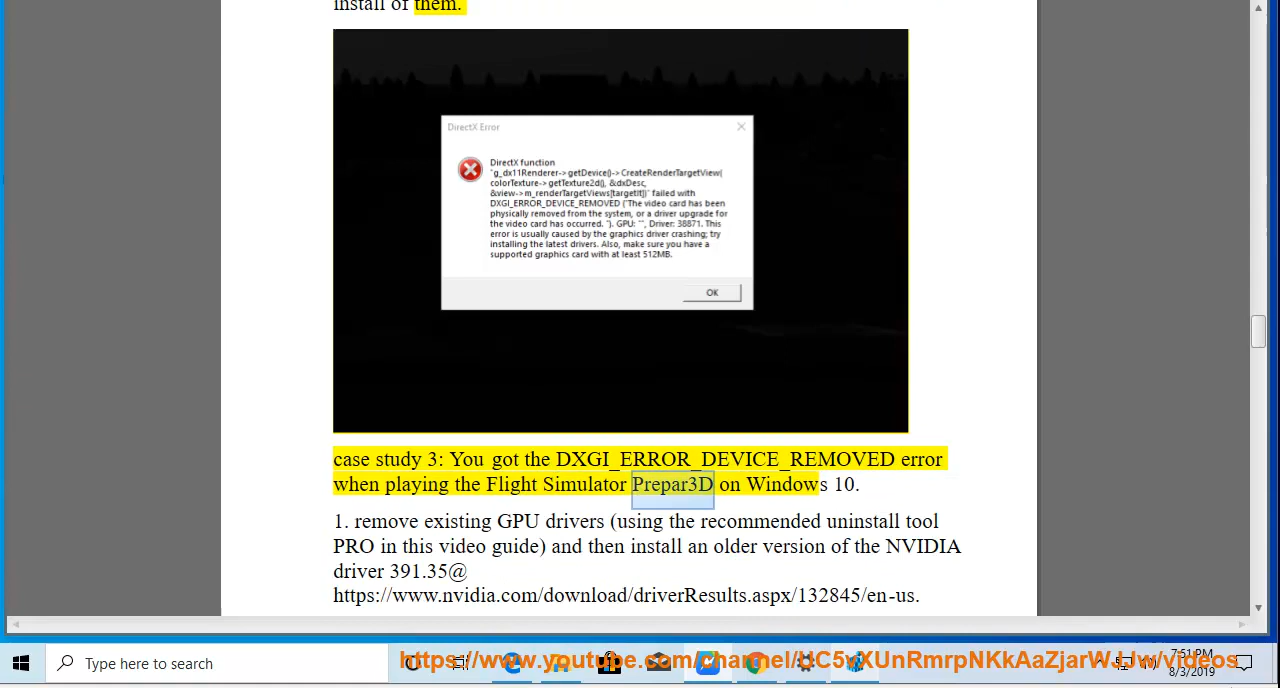 install of them.
DirectX Error
DirectX function
`g_dx11Renderer-> getDevice()-> CreateRenderTargetView(
colorTexture-> getTexture2d(), &dxDesc,
&view-> m_renderTargetViews[targetIt])` failed with
DXGI_ERROR_DEVICE_REMOVED ("The video card has been
physically removed from the system, or a driver upgrade for
the video card has occurred. "). GPU: "", Driver: 38871. This
error is usually caused by the graphics driver crashing; try
installing the latest drivers. Also, make sure you have a
supported graphics card with at least 512MB.
OK
case study 3: You got the DXGI_ERROR_DEVICE_REMOVED error
when playing the Flight Simulator Prepar3D on Windows 10.
1. remove existing GPU drivers (using the recommended uninstall tool
PRO in this video guide) and then install an older version of the NVIDIA
driver 391.35@
https://www.nvidia.com/download/driverResults.aspx/132845/en-us.
Type here to search
7:51 PM
8/3/2019